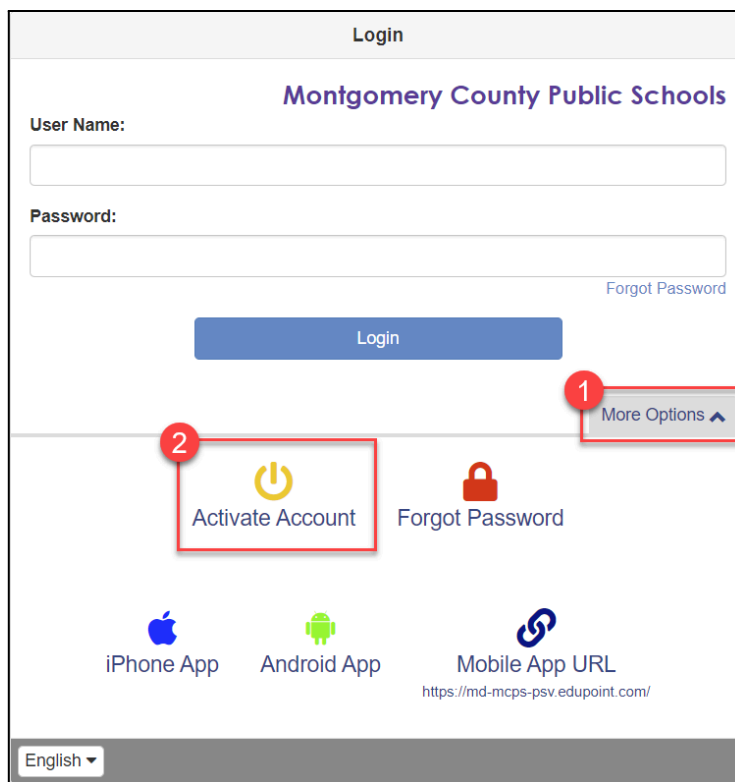 Login
Montgomery County Public Schools
User Name:
Password:
Forgot Password
Login
1
More Options
2
Activate Account
Forgot Password
iPhone App
Android App
Mobile App URL
https://md-mcps-psv.edupoint.com/
English